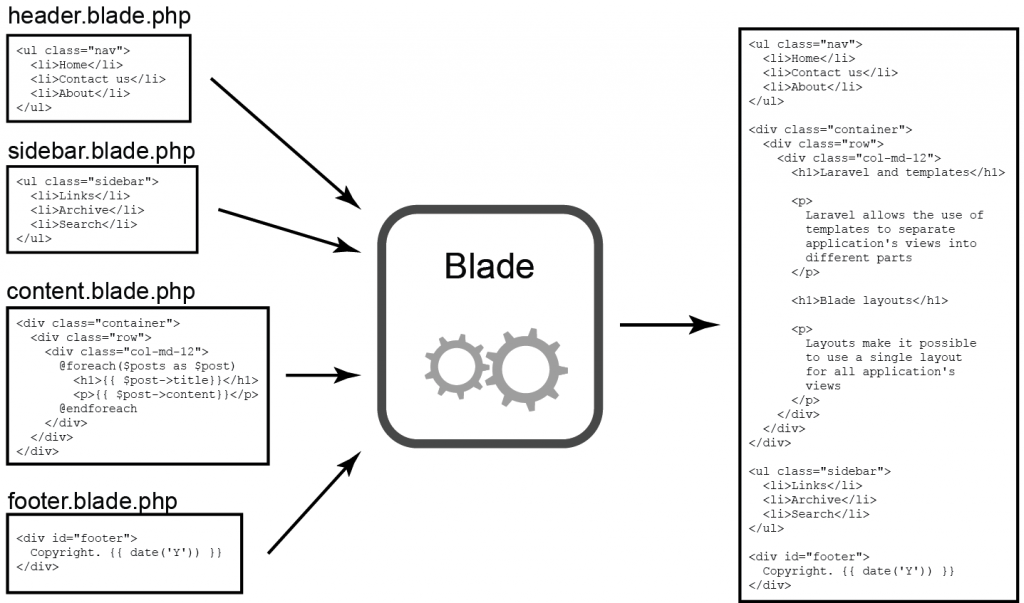 header.blade.php
<ul class="nav">
  <li>Home</li>
  <li>Contact us</li>
  <li>About</li>
</ul>
sidebar.blade.php
<ul class="sidebar">
  <li>Links</li>
  <li>Archive</li>
  <li>Search</li>
</ul>
content.blade.php
<div class="container">
  <div class="row">
    <div class="col-md-12">
      @foreach($posts as $post)
        <h1>{{ $post->title}}</h1>
        <p>{{ $post->content}}</p>
      @endforeach
    </div>
  </div>
</div>
footer.blade.php
<div id="footer">
  Copyright. {{ date('Y')) }}
</div>
Blade
<ul class="nav">
  <li>Home</li>
  <li>Contact us</li>
  <li>About</li>
</ul>
<div class="container">
  <div class="row">
    <div class="col-md-12">
      <h1>Laravel and templates</h1>
      <p>
        Laravel allows the use of
        templates to separate
        application's views into
        different parts
      </p>
      <h1>Blade layouts</h1>
      <p>
        Layouts make it possible
        to use a single layout
        for all application's
        views
      </p>
    </div>
  </div>
</div>
<ul class="sidebar">
  <li>Links</li>
  <li>Archive</li>
  <li>Search</li>
</ul>
<div id="footer">
  Copyright. {{ date('Y')) }}
</div>